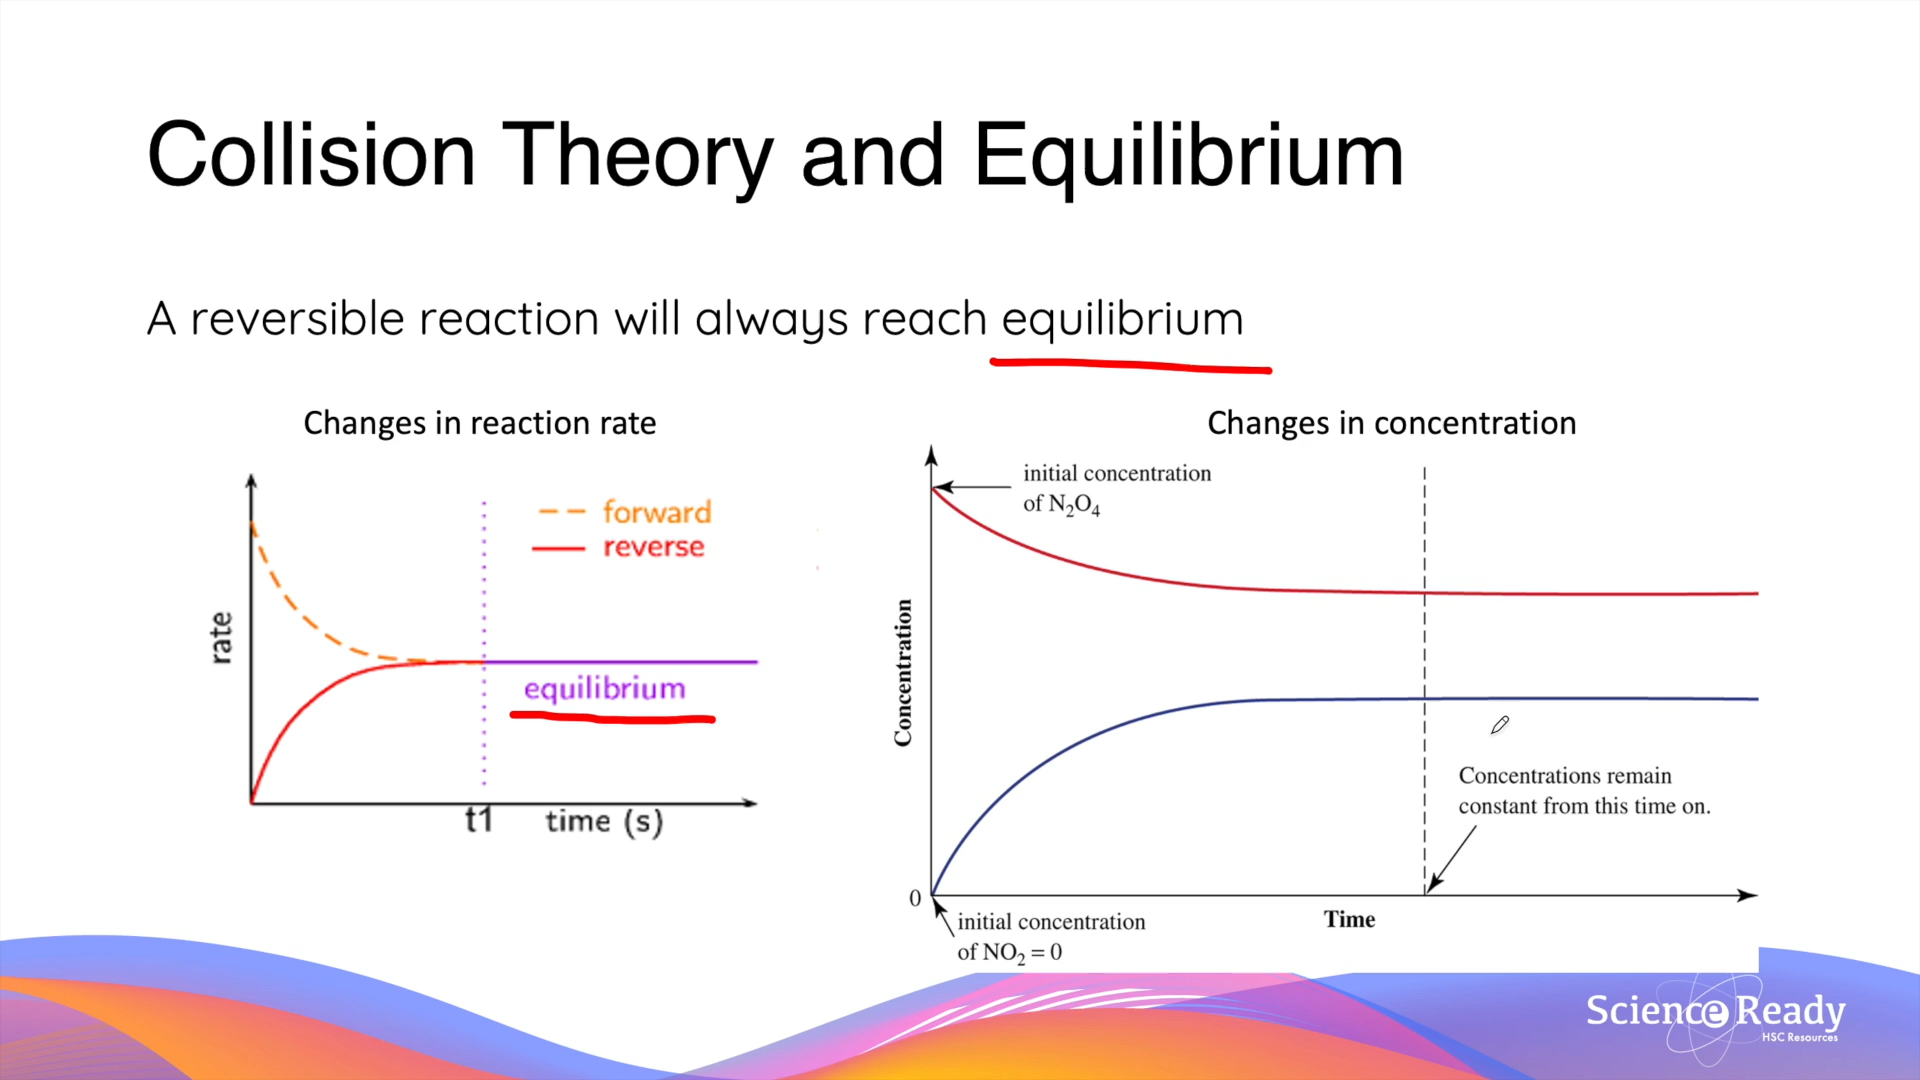 Collision Theory and Equilibrium
A reversible reaction will always reach equilibrium
Changes in reaction rate
forward
reverse
rate
equilibrium
t1
time (s)
Changes in concentration
initial concentration
of N₂O₄
Concentration
Concentrations remain
constant from this time on.
0
Time
initial concentration
of NO₂ = 0
Science Ready
HSC Resources